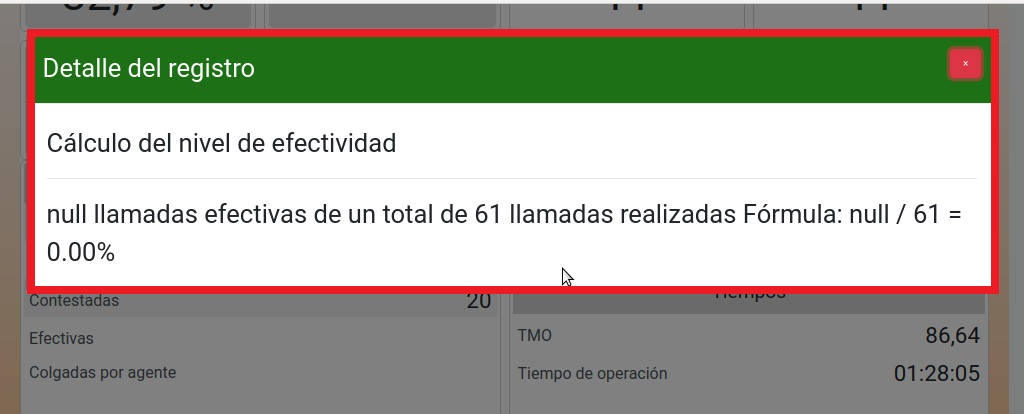 Detalle del registro
×
Cálculo del nivel de efectividad
null llamadas efectivas de un total de 61 llamadas realizadas Fórmula: null / 61 =
0.00%
Contestadas 20
Tiempos
Efectivas
TMO 86,64
Colgadas por agente
Tiempo de operación 01:28:05